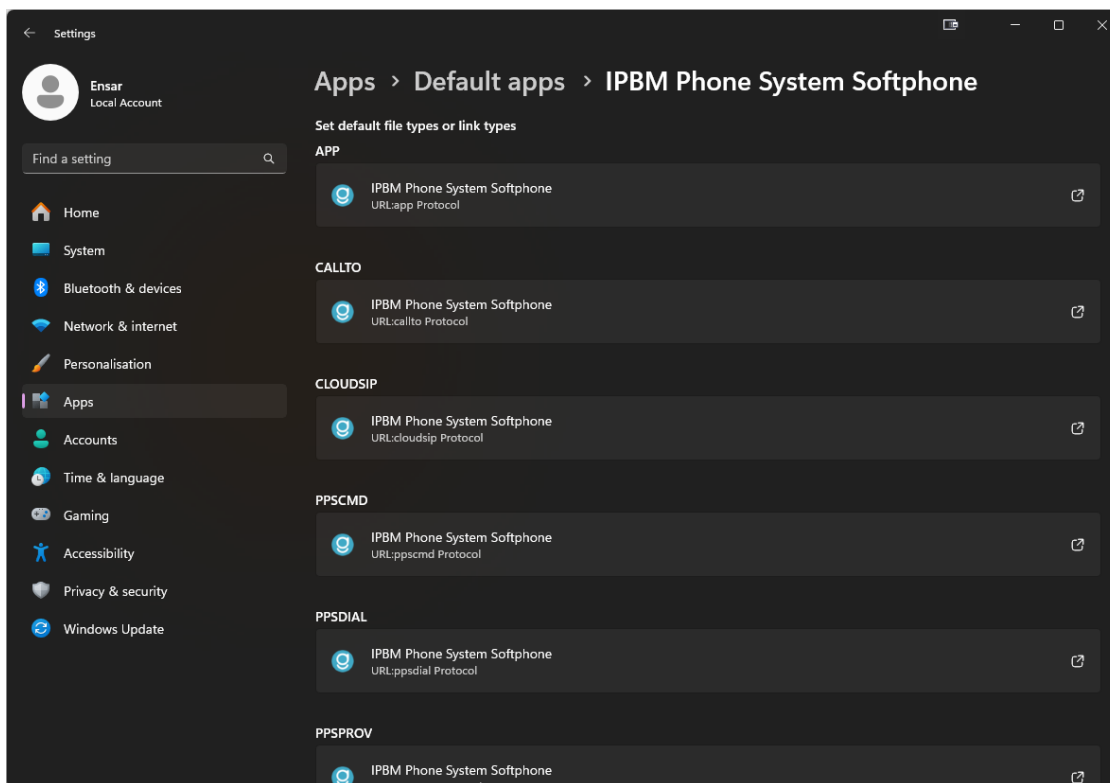 Settings
Ensar
Local Account
Find a setting
Home
System
Bluetooth & devices
Network & internet
Personalisation
Apps
Accounts
Time & language
Gaming
Accessibility
Privacy & security
Windows Update
Apps > Default apps > IPBM Phone System Softphone
Set default file types or link types
APP
IPBM Phone System Softphone
URL:app Protocol
CALLTO
IPBM Phone System Softphone
URL:callto Protocol
CLOUDSIP
IPBM Phone System Softphone
URL:cloudsip Protocol
PPSCMD
IPBM Phone System Softphone
URL:ppscmd Protocol
PPSDIAL
IPBM Phone System Softphone
URL:ppsdial Protocol
PPSPROV
IPBM Phone System Softphone